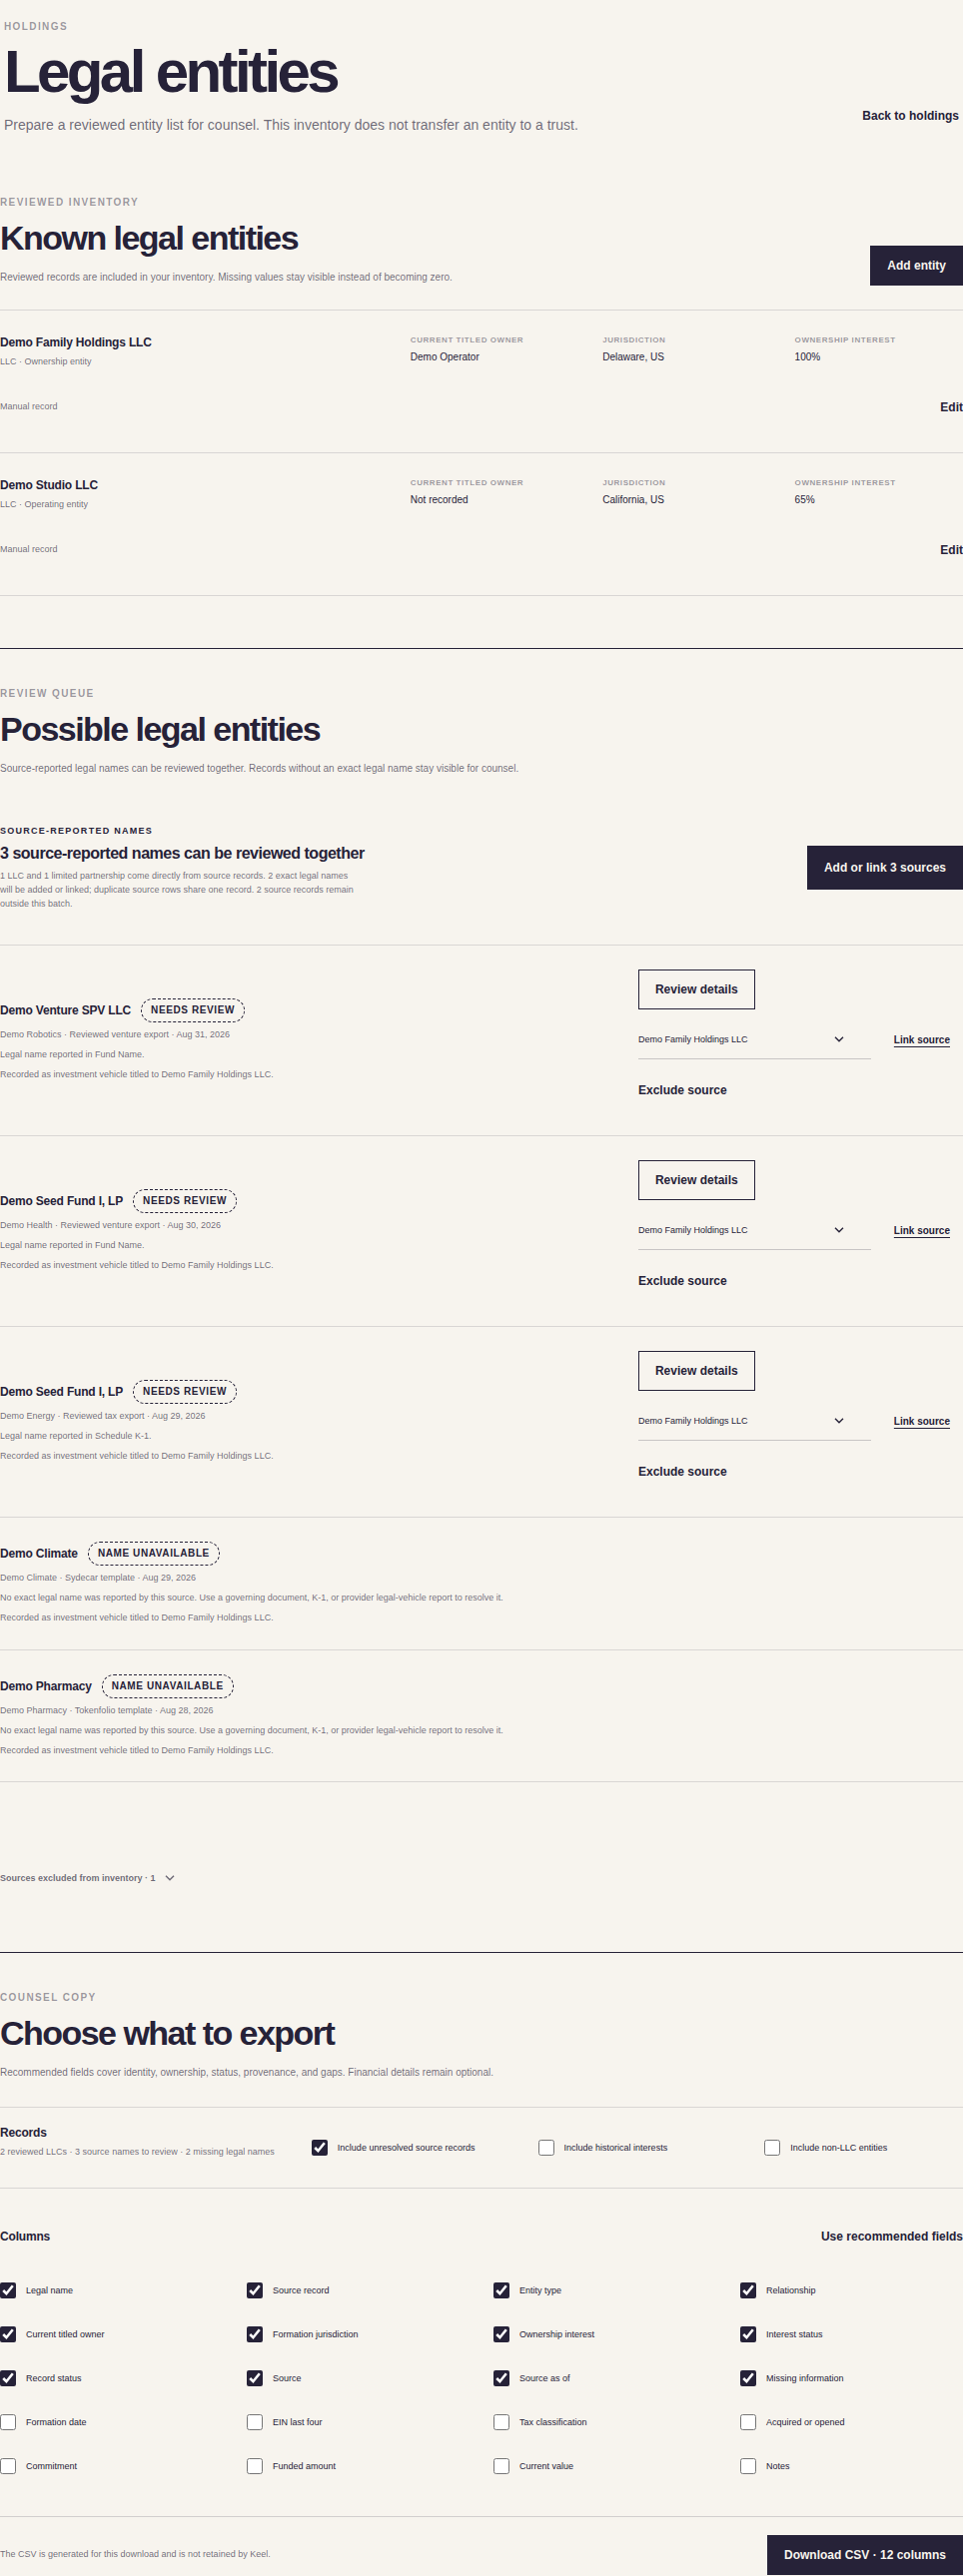 HOLDINGS
Legal entities
Prepare a reviewed entity list for counsel. This inventory does not transfer an entity to a trust.
Back to holdings
REVIEWED INVENTORY
Known legal entities
Reviewed records are included in your inventory. Missing values stay visible instead of becoming zero.
Add entity
Demo Family Holdings LLC
LLC · Ownership entity
CURRENT TITLED OWNER
Demo Operator
JURISDICTION
Delaware, US
OWNERSHIP INTEREST
100%
Manual record
Edit
Demo Studio LLC
LLC · Operating entity
CURRENT TITLED OWNER
Not recorded
JURISDICTION
California, US
OWNERSHIP INTEREST
65%
Manual record
Edit
REVIEW QUEUE
Possible legal entities
Source-reported legal names can be reviewed together. Records without an exact legal name stay visible for counsel.
SOURCE-REPORTED NAMES
3 source-reported names can be reviewed together
1 LLC and 1 limited partnership come directly from source records. 2 exact legal names
will be added or linked; duplicate source rows share one record. 2 source records remain
outside this batch.
Add or link 3 sources
Demo Venture SPV LLC NEEDS REVIEW
Demo Robotics · Reviewed venture export · Aug 31, 2026
Legal name reported in Fund Name.
Recorded as investment vehicle titled to Demo Family Holdings LLC.
Review details
Demo Family Holdings LLC
Link source
Exclude source
Demo Seed Fund I, LP NEEDS REVIEW
Demo Health · Reviewed venture export · Aug 30, 2026
Legal name reported in Fund Name.
Recorded as investment vehicle titled to Demo Family Holdings LLC.
Review details
Demo Family Holdings LLC
Link source
Exclude source
Demo Seed Fund I, LP NEEDS REVIEW
Demo Energy · Reviewed tax export · Aug 29, 2026
Legal name reported in Schedule K-1.
Recorded as investment vehicle titled to Demo Family Holdings LLC.
Review details
Demo Family Holdings LLC
Link source
Exclude source
Demo Climate NAME UNAVAILABLE
Demo Climate · Sydecar template · Aug 29, 2026
No exact legal name was reported by this source. Use a governing document, K-1, or provider legal-vehicle report to resolve it.
Recorded as investment vehicle titled to Demo Family Holdings LLC.
Demo Pharmacy NAME UNAVAILABLE
Demo Pharmacy · Tokenfolio template · Aug 28, 2026
No exact legal name was reported by this source. Use a governing document, K-1, or provider legal-vehicle report to resolve it.
Recorded as investment vehicle titled to Demo Family Holdings LLC.
Sources excluded from inventory · 1
COUNSEL COPY
Choose what to export
Recommended fields cover identity, ownership, status, provenance, and gaps. Financial details remain optional.
Records
2 reviewed LLCs · 3 source names to review · 2 missing legal names
Include unresolved source records
Include historical interests
Include non-LLC entities
Columns
Use recommended fields
Legal name
Source record
Entity type
Relationship
Current titled owner
Formation jurisdiction
Ownership interest
Interest status
Record status
Source
Source as of
Missing information
Formation date
EIN last four
Tax classification
Acquired or opened
Commitment
Funded amount
Current value
Notes
The CSV is generated for this download and is not retained by Keel.
Download CSV · 12 columns